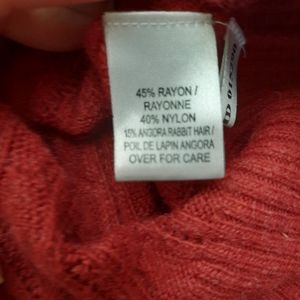 45% RAYON /
RAYONNE
40% NYLON
15% ANGORA RABBIT HAIR /
POIL DE LAPIN ANGORA
OVER FOR CARE